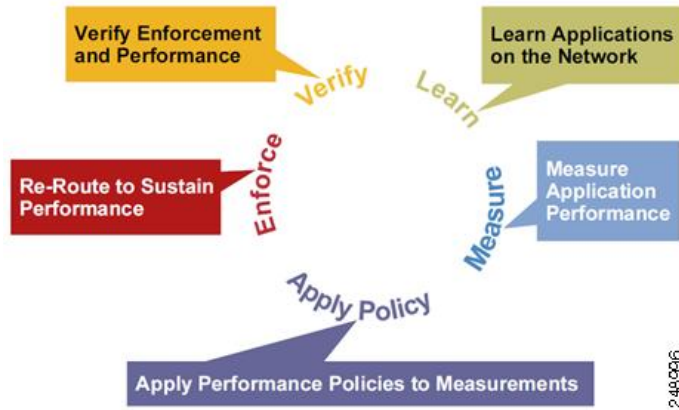 Verify Enforcement
and Performance
Verify
Learn Applications
on the Network
Learn
Re-Route to Sustain
Performance
Enforce
Measure
Application
Performance
Measure
Apply Policy
Apply Performance Policies to Measurements
248996